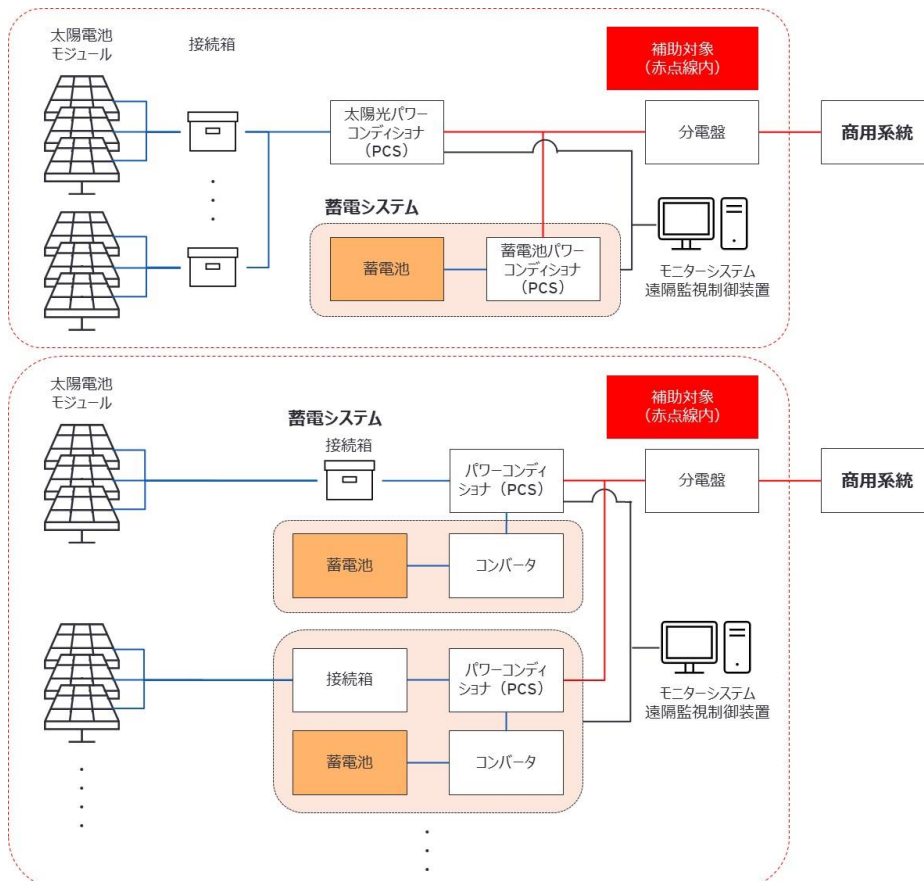 太陽電池
モジュール
接続箱
補助対象
（赤点線内）
太陽光パワー
コンディショナ
（PCS）
分電盤
商用系統
蓄電システム
蓄電池
蓄電池パワー
コンディショナ
（PCS）
モニターシステム
遠隔監視制御装置
太陽電池
モジュール
補助対象
（赤点線内）
蓄電システム
接続箱
パワーコンディ
ショナ（PCS）
分電盤
商用系統
蓄電池
コンバータ
接続箱
パワーコンディ
ショナ（PCS）
モニターシステム
遠隔監視制御装置
蓄電池
コンバータ